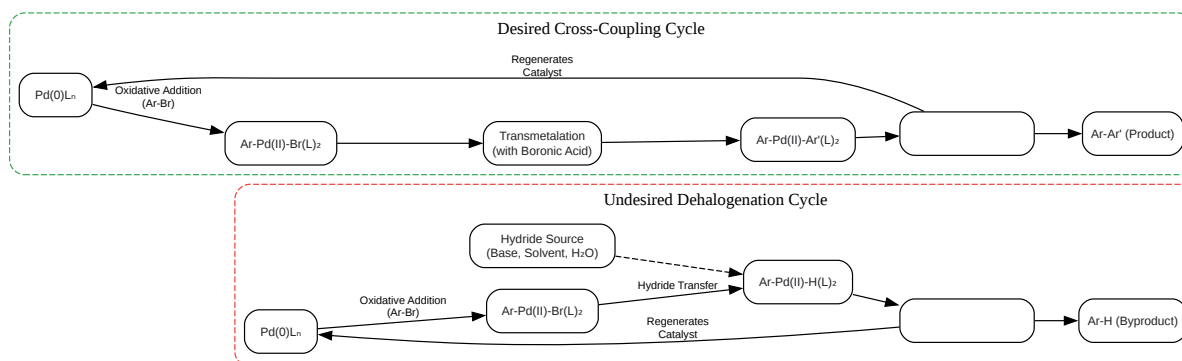 Desired Cross-Coupling Cycle
Regenerates
Catalyst
Pd(0)Lₙ
Oxidative Addition
(Ar-Br)
Ar-Pd(II)-Br(L)₂
Transmetalation
(with Boronic Acid)
Ar-Pd(II)-Ar'(L)₂
Ar-Ar' (Product)
Undesired Dehalogenation Cycle
Hydride Source
(Base, Solvent, H₂O)
Ar-Pd(II)-H(L)₂
Hydride Transfer
Oxidative Addition
(Ar-Br)
Ar-Pd(II)-Br(L)₂
Pd(0)Lₙ
Regenerates
Catalyst
Ar-H (Byproduct)